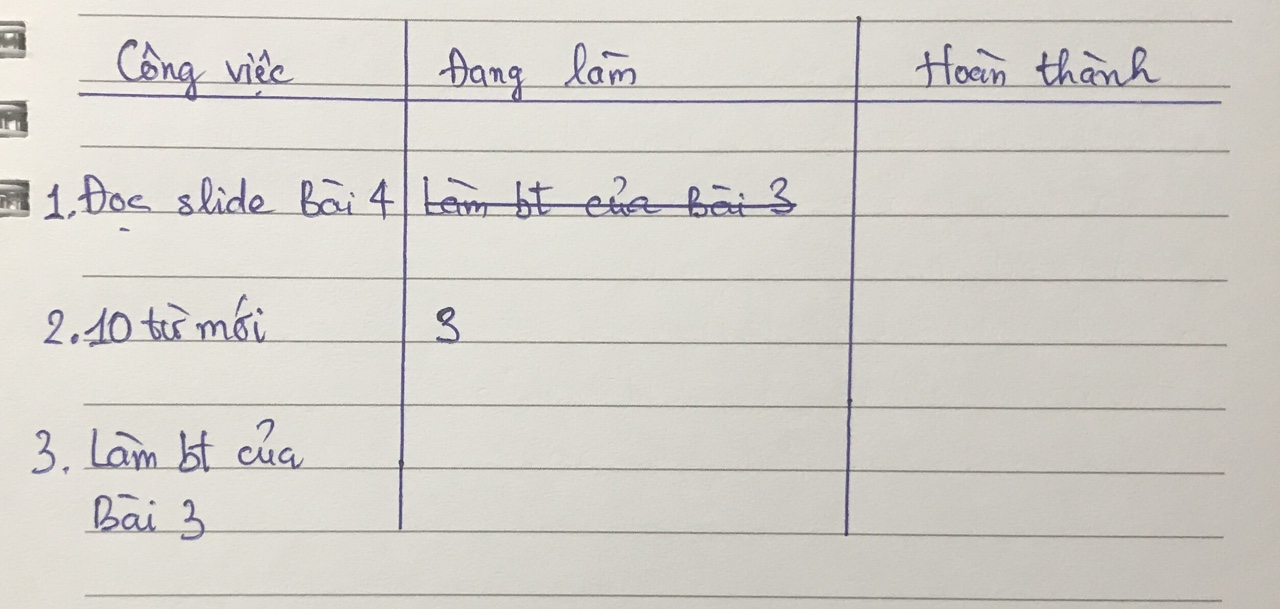 Công việc Đang làm Hoàn thành
1. Đọc slide Bài 4 Làm bt của Bài 3
2. 10 từ mới 3
3. Làm bt của
Bài 3